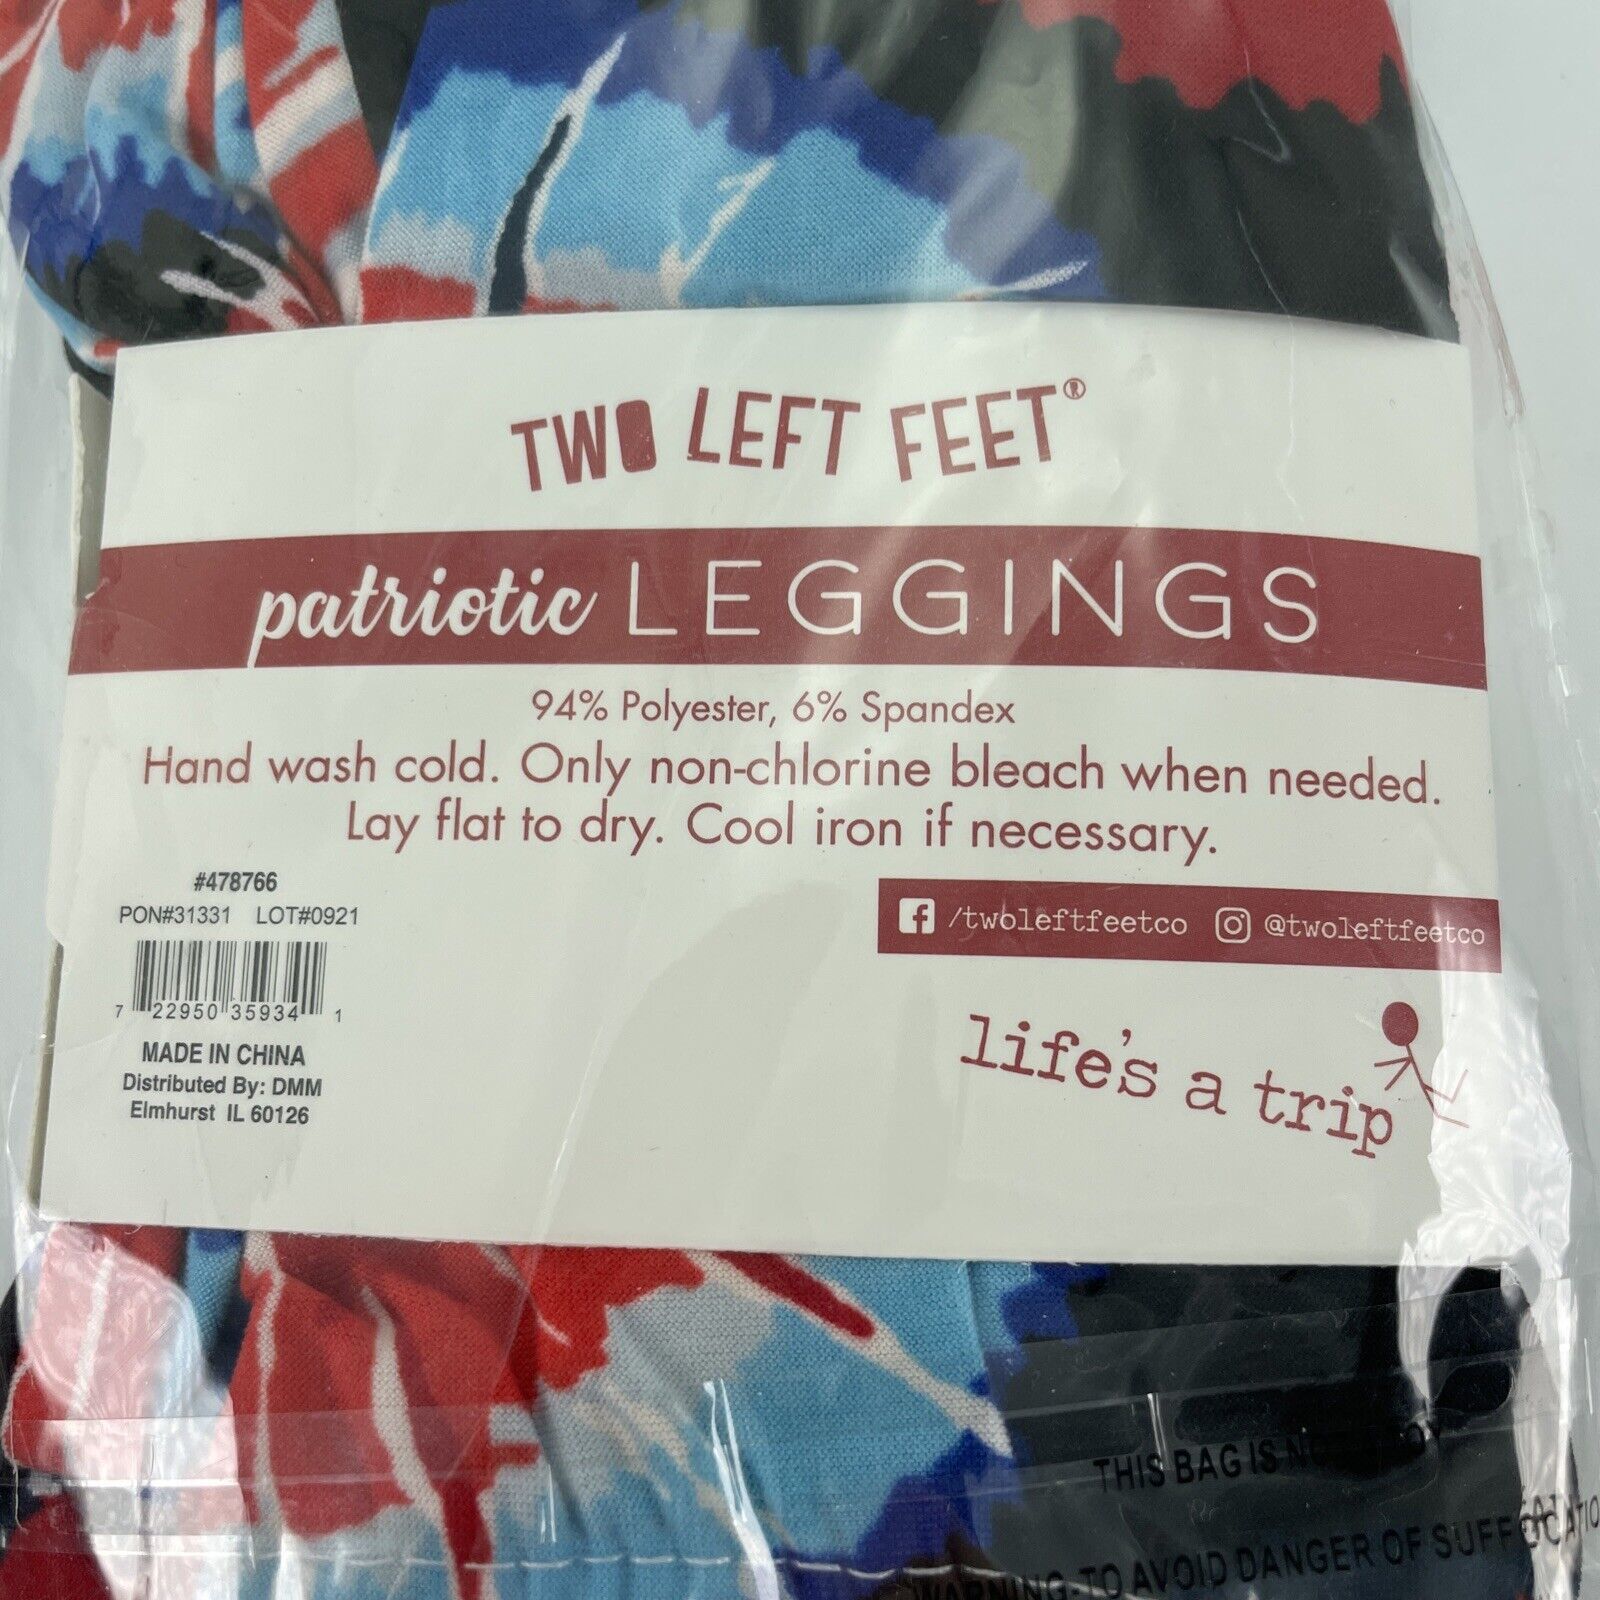 TWO LEFT FEET®
patriotic LEGGINGS
94% Polyester, 6% Spandex
Hand wash cold. Only non-chlorine bleach when needed.
Lay flat to dry. Cool iron if necessary.
#478766
PON#31331 LOT#0921
7 22950 35934 1
MADE IN CHINA
Distributed By: DMM
Elmhurst IL 60126
/twoleftfeetco @twoleftfeetco
life's a trip
THIS BAG IS
WARNING-TO AVOID DANGER OF